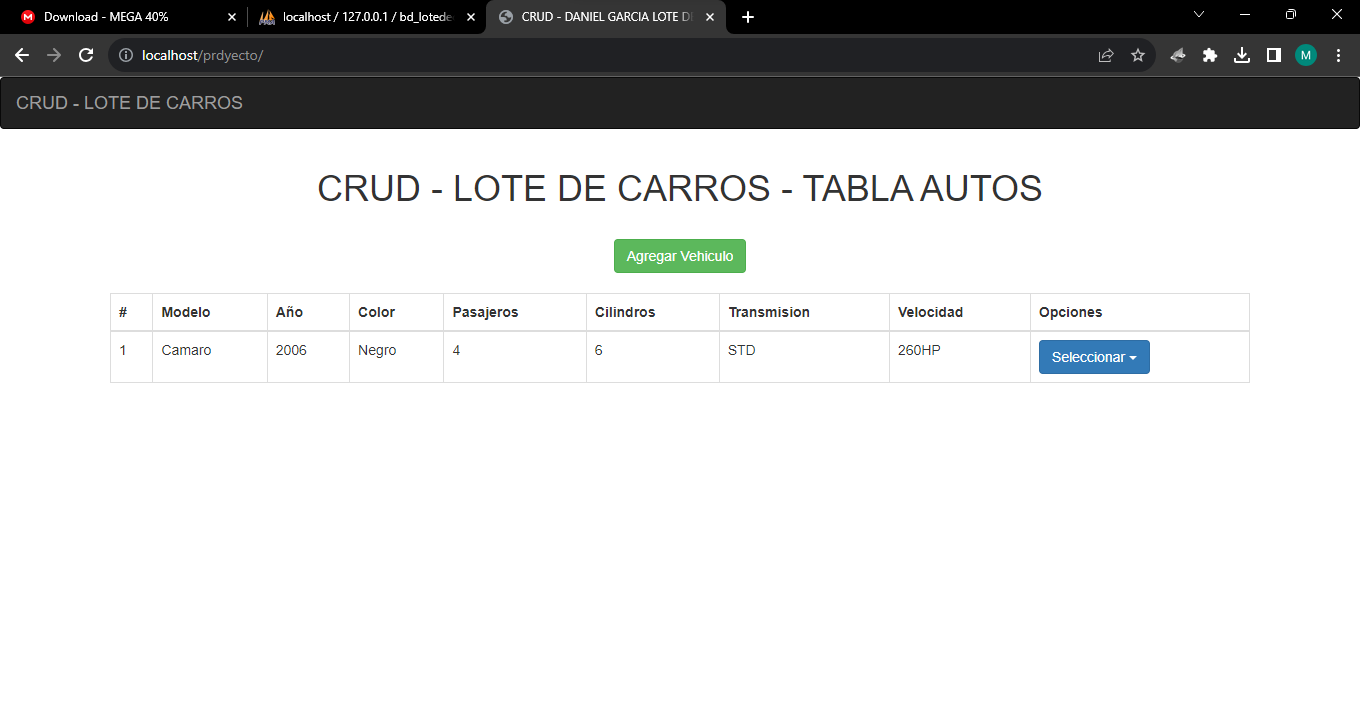 Download - MEGA 40%
localhost / 127.0.0.1 / bd_lotede
CRUD - DANIEL GARCIA LOTE D
localhost/prdyecto/
M
CRUD - LOTE DE CARROS
CRUD - LOTE DE CARROS - TABLA AUTOS
Agregar Vehiculo
# Modelo Año Color Pasajeros Cilindros Transmision Velocidad Opciones
1 Camaro 2006 Negro 4 6 STD 260HP Seleccionar